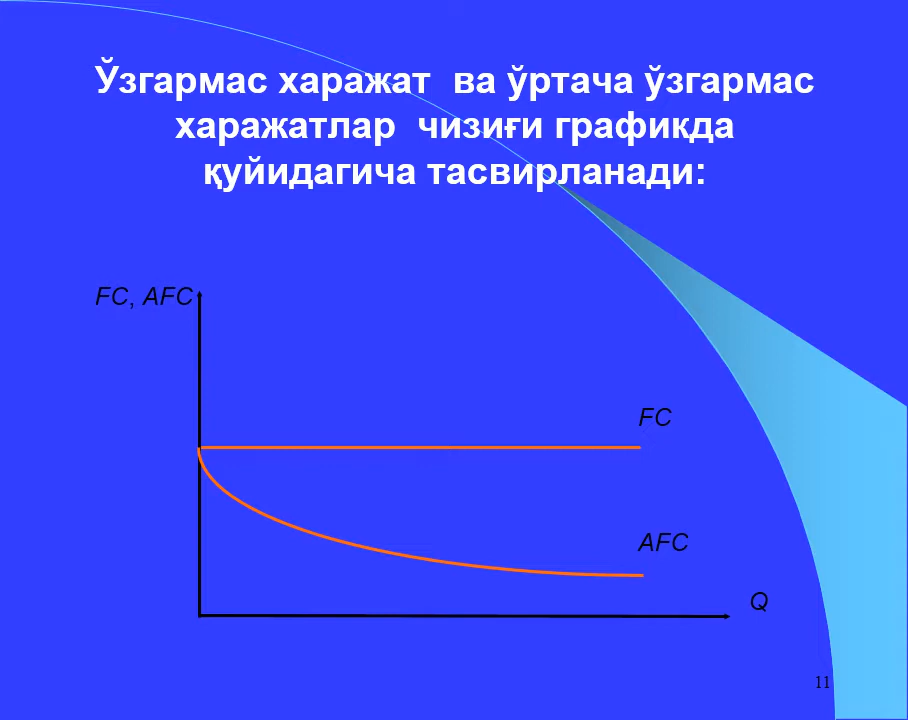 Ўзгармас харажат ва ўртача ўзгармас
харажатлар чизиғи графикда
қуйидагича тасвирланади:
FC, AFC
FC
AFC
Q
11